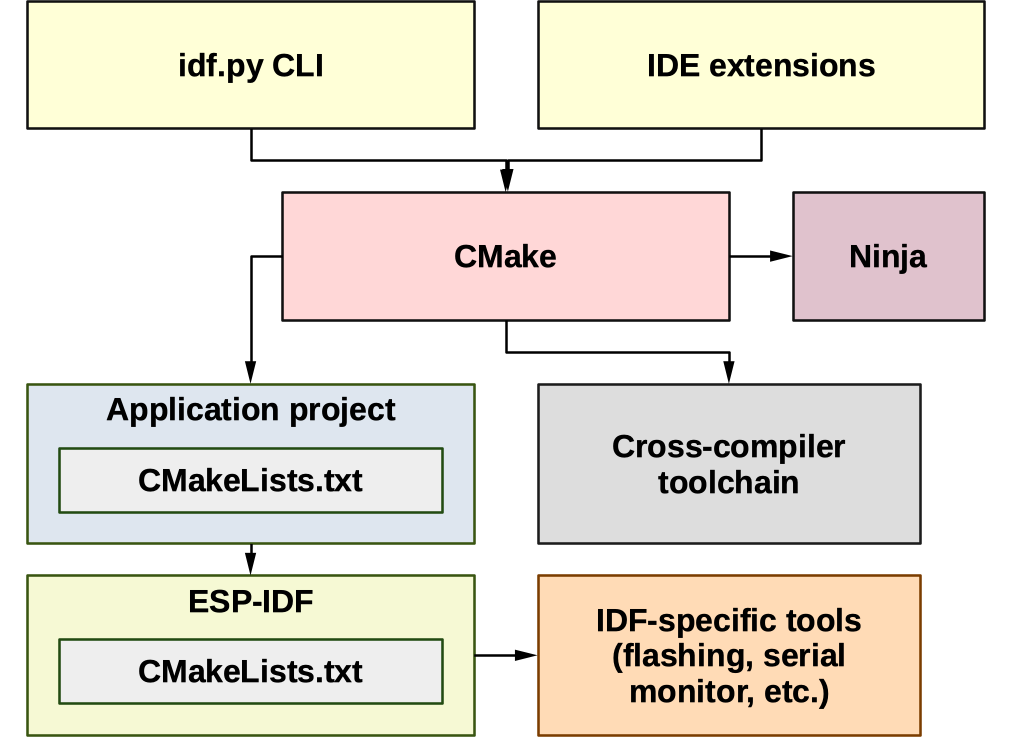 idf.py CLI
IDE extensions
CMake
Ninja
Application project
CMakeLists.txt
Cross-compiler
toolchain
ESP-IDF
CMakeLists.txt
IDF-specific tools
(flashing, serial
monitor, etc.)